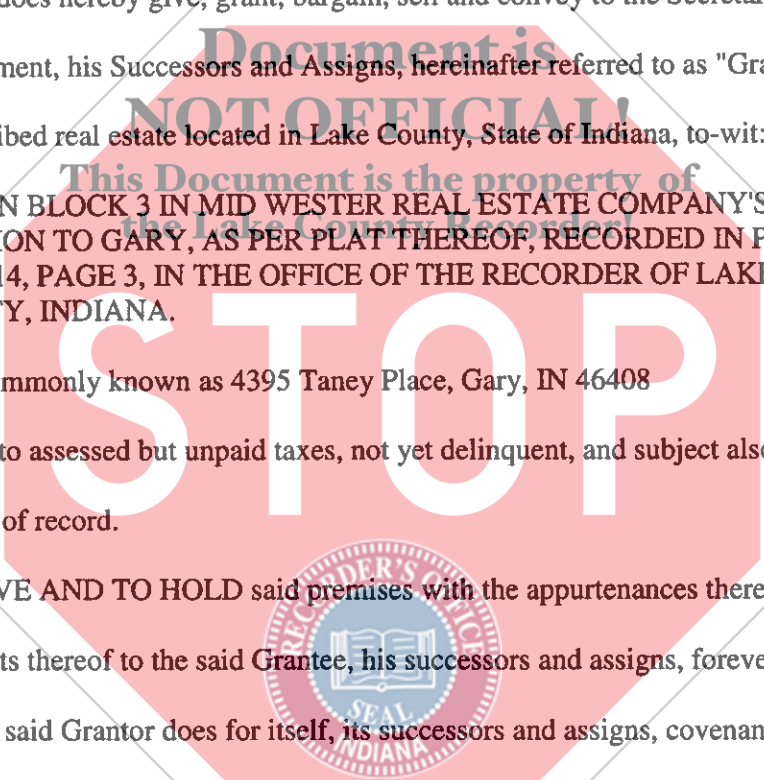 does hereby give, grant, bargain, sell and convey to the Secretar
Document is
ment, his Successors and Assigns, hereinafter referred to as "Gra
NOT OFFICIAL!
ibed real estate located in Lake County, State of Indiana, to-wit:
This Document is the property of
N BLOCK 3 IN MID WESTER REAL ESTATE COMPANY'S
the Lake County Recorder!
ION TO GARY, AS PER PLAT THEREOF, RECORDED IN P
14, PAGE 3, IN THE OFFICE OF THE RECORDER OF LAKE
TY, INDIANA.
STOP
mmonly known as 4395 Taney Place, Gary, IN 46408
to assessed but unpaid taxes, not yet delinquent, and subject also
of record.
VE AND TO HOLD said premises with the appurtenances there
RECORDER'S OFFICE
ts thereof to the said Grantee, his successors and assigns, foreve
SEAL
said Grantor does for itself, its successors and assigns, covenan
INDIANA